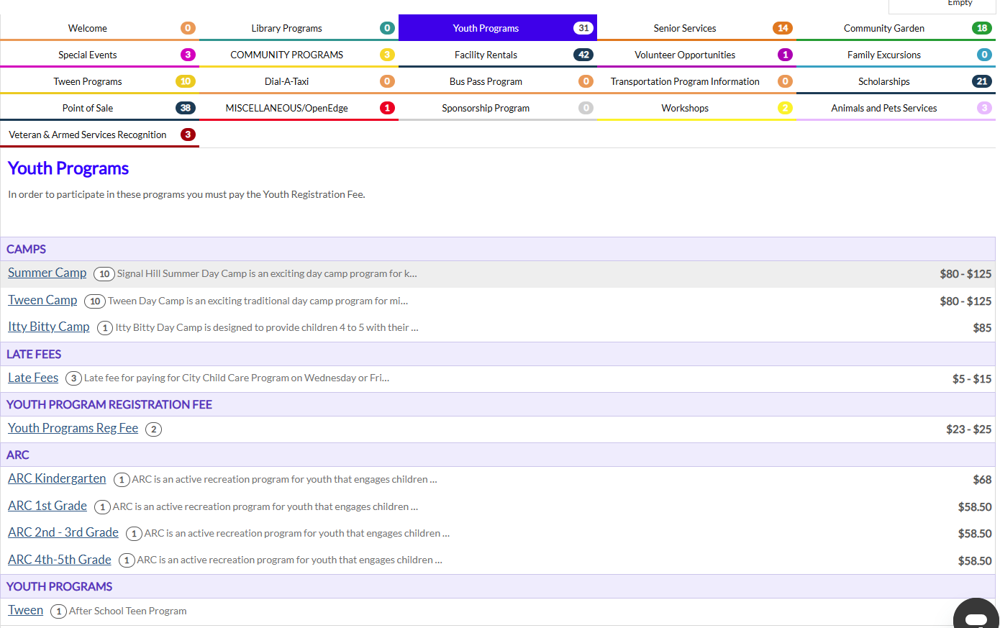 Empty
Welcome 0 Library Programs 0 Youth Programs 31 Senior Services 14 Community Garden 18
Special Events 3 COMMUNITY PROGRAMS 3 Facility Rentals 42 Volunteer Opportunities 1 Family Excursions 0
Tween Programs 10 Dial-A-Taxi 0 Bus Pass Program 0 Transportation Program Information 0 Scholarships 21
Point of Sale 38 MISCELLANEOUS/OpenEdge 1 Sponsorship Program 0 Workshops 2 Animals and Pets Services 3
Veteran & Armed Services Recognition 3
Youth Programs
In order to participate in these programs you must pay the Youth Registration Fee.
CAMPS
Summer Camp 10 Signal Hill Summer Day Camp is an exciting day camp program for k... $80 - $125
Tween Camp 10 Tween Day Camp is an exciting traditional day camp program for mi... $80 - $125
Itty Bitty Camp 1 Itty Bitty Day Camp is designed to provide children 4 to 5 with their ... $85
LATE FEES
Late Fees 3 Late fee for paying for City Child Care Program on Wednesday or Fri... $5 - $15
YOUTH PROGRAM REGISTRATION FEE
Youth Programs Reg Fee 2 $23 - $25
ARC
ARC Kindergarten 1 ARC is an active recreation program for youth that engages children ... $68
ARC 1st Grade 1 ARC is an active recreation program for youth that engages children ... $58.50
ARC 2nd - 3rd Grade 1 ARC is an active recreation program for youth that engages children ... $58.50
ARC 4th-5th Grade 1 ARC is an active recreation program for youth that engages children ... $58.50
YOUTH PROGRAMS
Tween 1 After School Teen Program